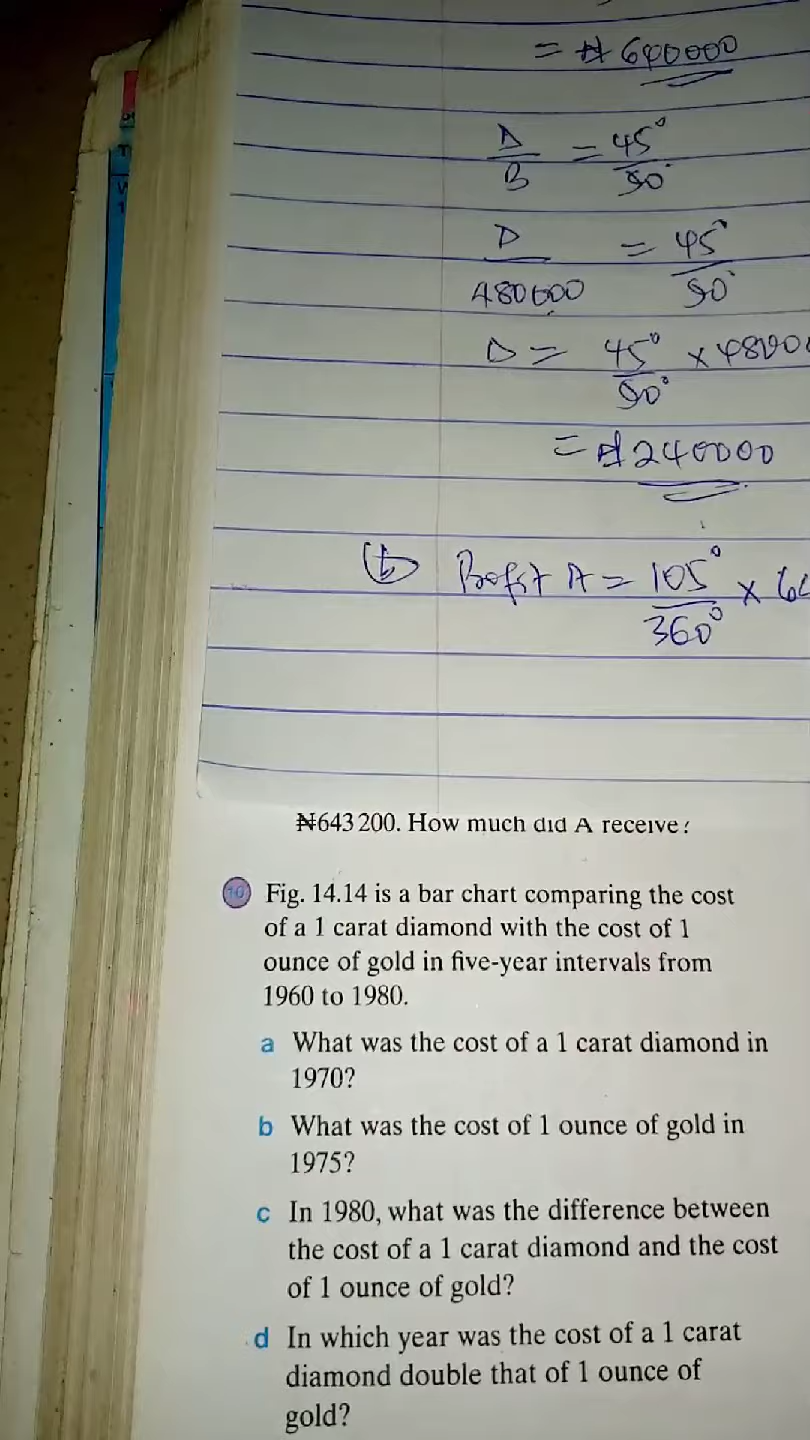 = ₦640000
D/B = 45°/90°
D/480000 = 45°/90°
D = 45°/90° × 4800
= ₦240000
(b) Profit A = 105°/360° × 64
₦643 200. How much did A receive?
10 Fig. 14.14 is a bar chart comparing the cost
of a 1 carat diamond with the cost of 1
ounce of gold in five-year intervals from
1960 to 1980.
a What was the cost of a 1 carat diamond in
1970?
b What was the cost of 1 ounce of gold in
1975?
c In 1980, what was the difference between
the cost of a 1 carat diamond and the cost
of 1 ounce of gold?
d In which year was the cost of a 1 carat
diamond double that of 1 ounce of
gold?